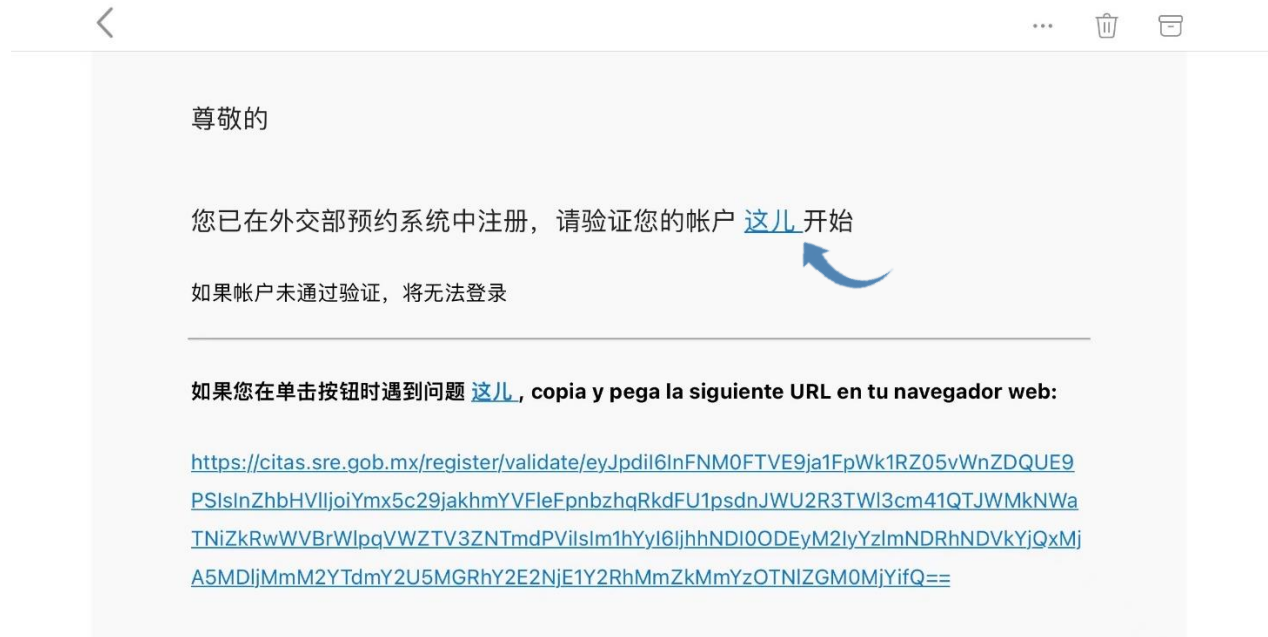 尊敬的
您已在外交部预约系统中注册，请验证您的帐户 这儿 开始
如果帐户未通过验证，将无法登录
如果您在单击按钮时遇到问题 这儿 , copia y pega la siguiente URL en tu navegador web:
https://citas.sre.gob.mx/register/validate/eyJpdiI6InFNM0FTVE9ja1FpWk1RZ05vWnZDQUE9
PSIsInZhbHVlIjoiYmx5c29jakhmYVFleFpnbzhqRkdFU1psdnJWU2R3TWl3cm41QTJWMkNWa
TNiZkRwWVBrWlpqVWZTV3ZNTmdPViIsIm1hYyI6IjhhNDI0ODEyM2IyYzlmNDRhNDVkYjQxMj
A5MDljMmM2YTdmY2U5MGRhY2E2NjE1Y2RhMmZkMmYzOTNlZGM0MjYifQ==